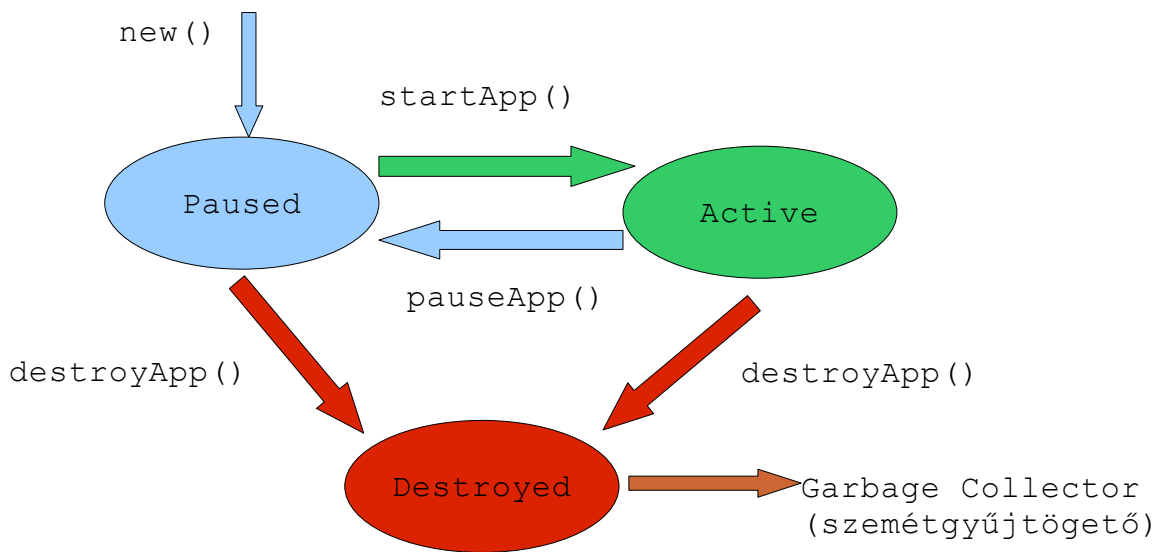 new()
startApp()
Paused
Active
pauseApp()
destroyApp()
destroyApp()
Destroyed
Garbage Collector
(szemétgyűjtögető)